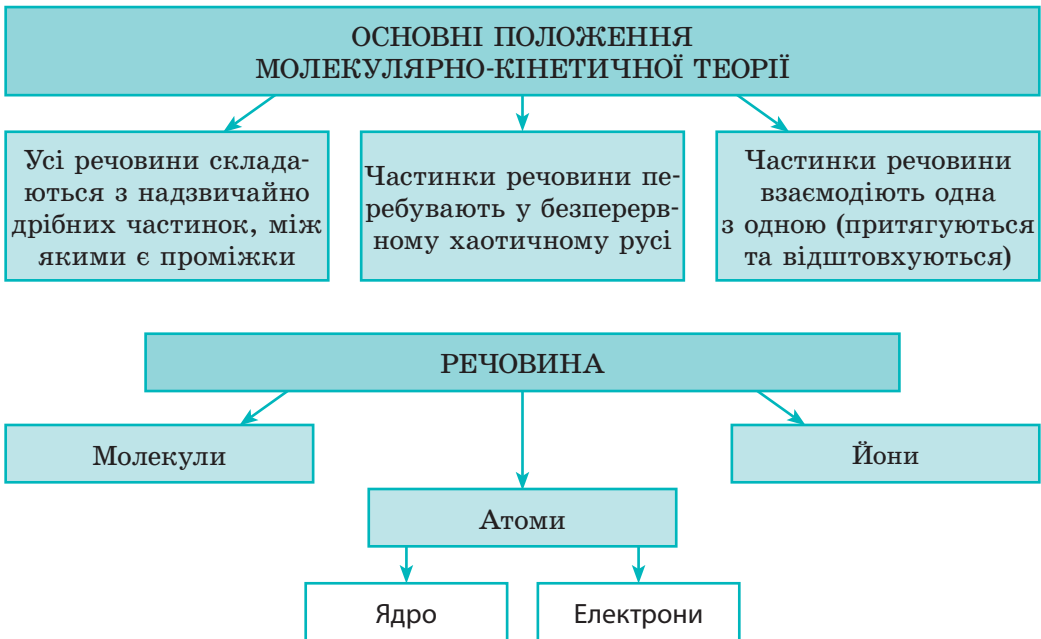 ОСНОВНІ ПОЛОЖЕННЯ
МОЛЕКУЛЯРНО-КІНЕТИЧНОЇ ТЕОРІЇ
Усі речовини склада-
ються з надзвичайно
дрібних частинок, між
якими є проміжки
Частинки речовини пе-
ребувають у безперерв-
ному хаотичному русі
Частинки речовини
взаємодіють одна
з одною (притягуються
та відштовхуються)
РЕЧОВИНА
Молекули
Йони
Атоми
Ядро
Електрони